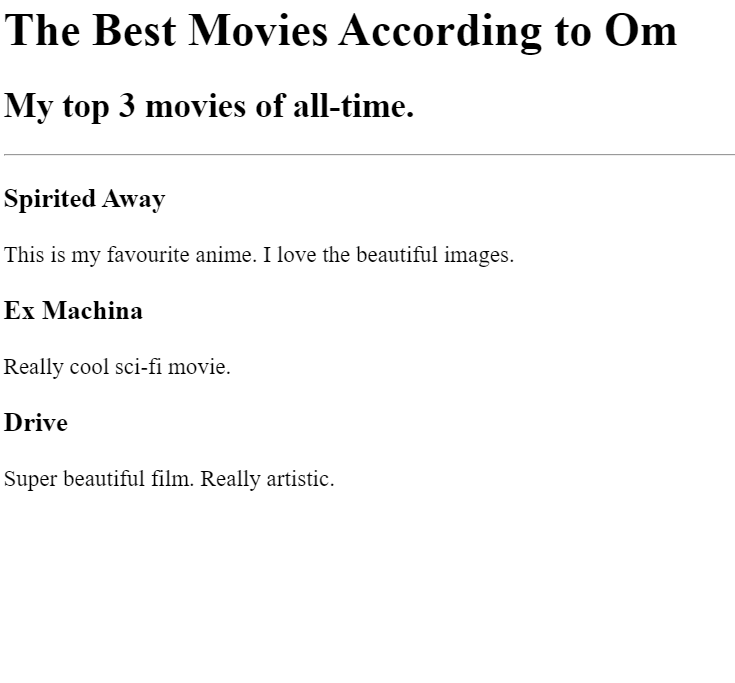 The Best Movies According to Om
My top 3 movies of all-time.
Spirited Away
This is my favourite anime. I love the beautiful images.
Ex Machina
Really cool sci-fi movie.
Drive
Super beautiful film. Really artistic.